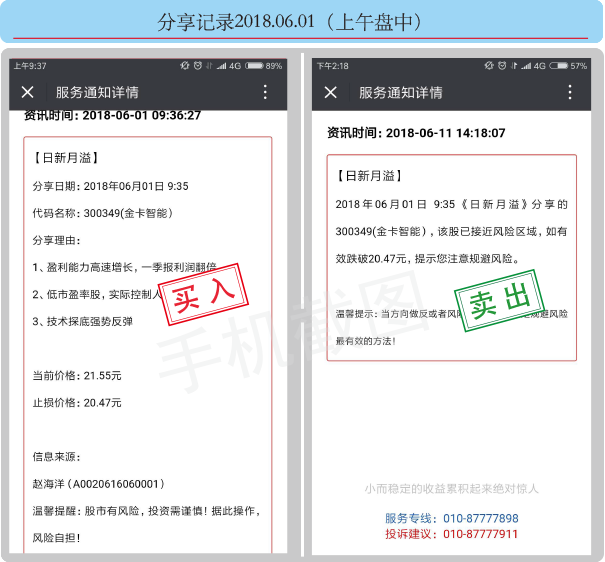 分享记录2018.06.01（上午盘中）
上午9:37
4G
89%
服务通知详情
资讯时间: 2018-06-01 09:36:27
【日新月溢】
分享日期: 2018年06月01日 9:35
代码名称: 300349(金卡智能)
分享理由:
1、盈利能力高速增长，一季报利润翻倍
2、低市盈率股，实际控制人
3、技术探底强势反弹
买入
当前价格: 21.55元
止损价格: 20.47元
信息来源:
赵海洋 (A0020616060001)
温馨提醒: 股市有风险，投资需谨慎! 据此操作，
风险自担!
下午2:18
4G
57%
服务通知详情
资讯时间: 2018-06-11 14:18:07
【日新月溢】
2018年06月01日 9:35《日新月溢》分享的
300349(金卡智能)，该股已接近风险区域，如有
效跌破20.47元，提示您注意规避风险。
卖出
温馨提示: 当方向做反或者风险
规避风险
最有效的方法!
小而稳定的收益累积起来绝对惊人
服务专线: 010-87777898
投诉建议: 010-87777911
手机截图